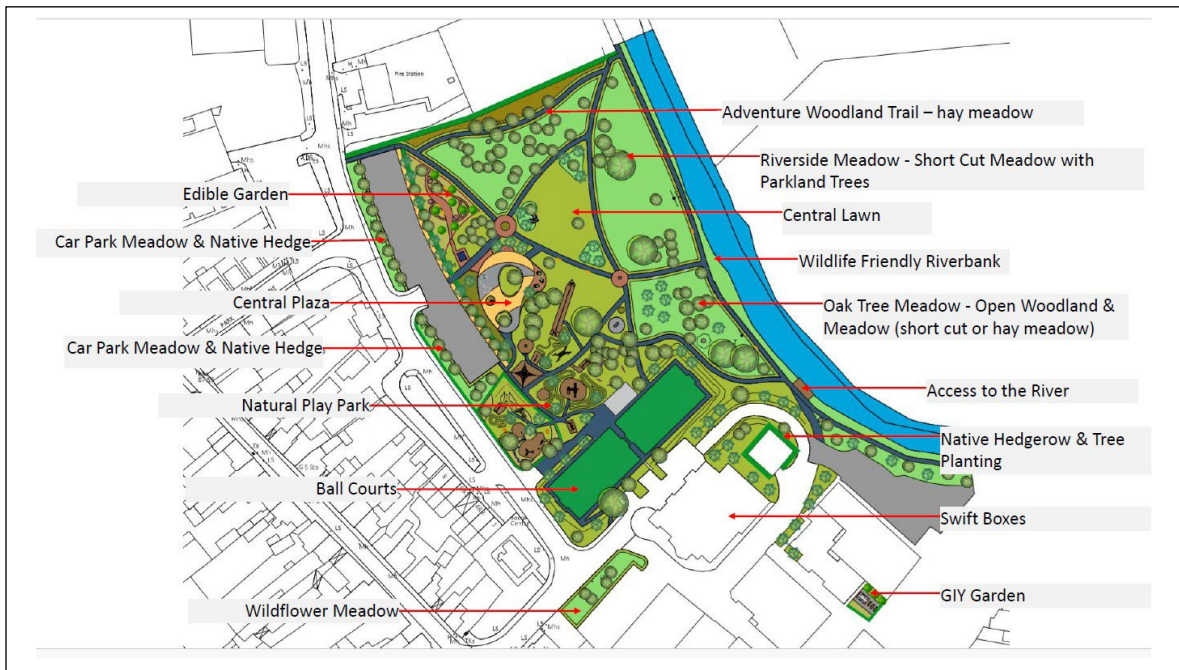 Fire Station
Adventure Woodland Trail – hay meadow
Riverside Meadow - Short Cut Meadow with
Parkland Trees
Edible Garden
Central Lawn
Car Park Meadow & Native Hedge
Wildlife Friendly Riverbank
Central Plaza
Oak Tree Meadow - Open Woodland &
Meadow (short cut or hay meadow)
Car Park Meadow & Native Hedge
Access to the River
Natural Play Park
Native Hedgerow & Tree
Planting
Ball Courts
Swift Boxes
GIY Garden
Wildflower Meadow